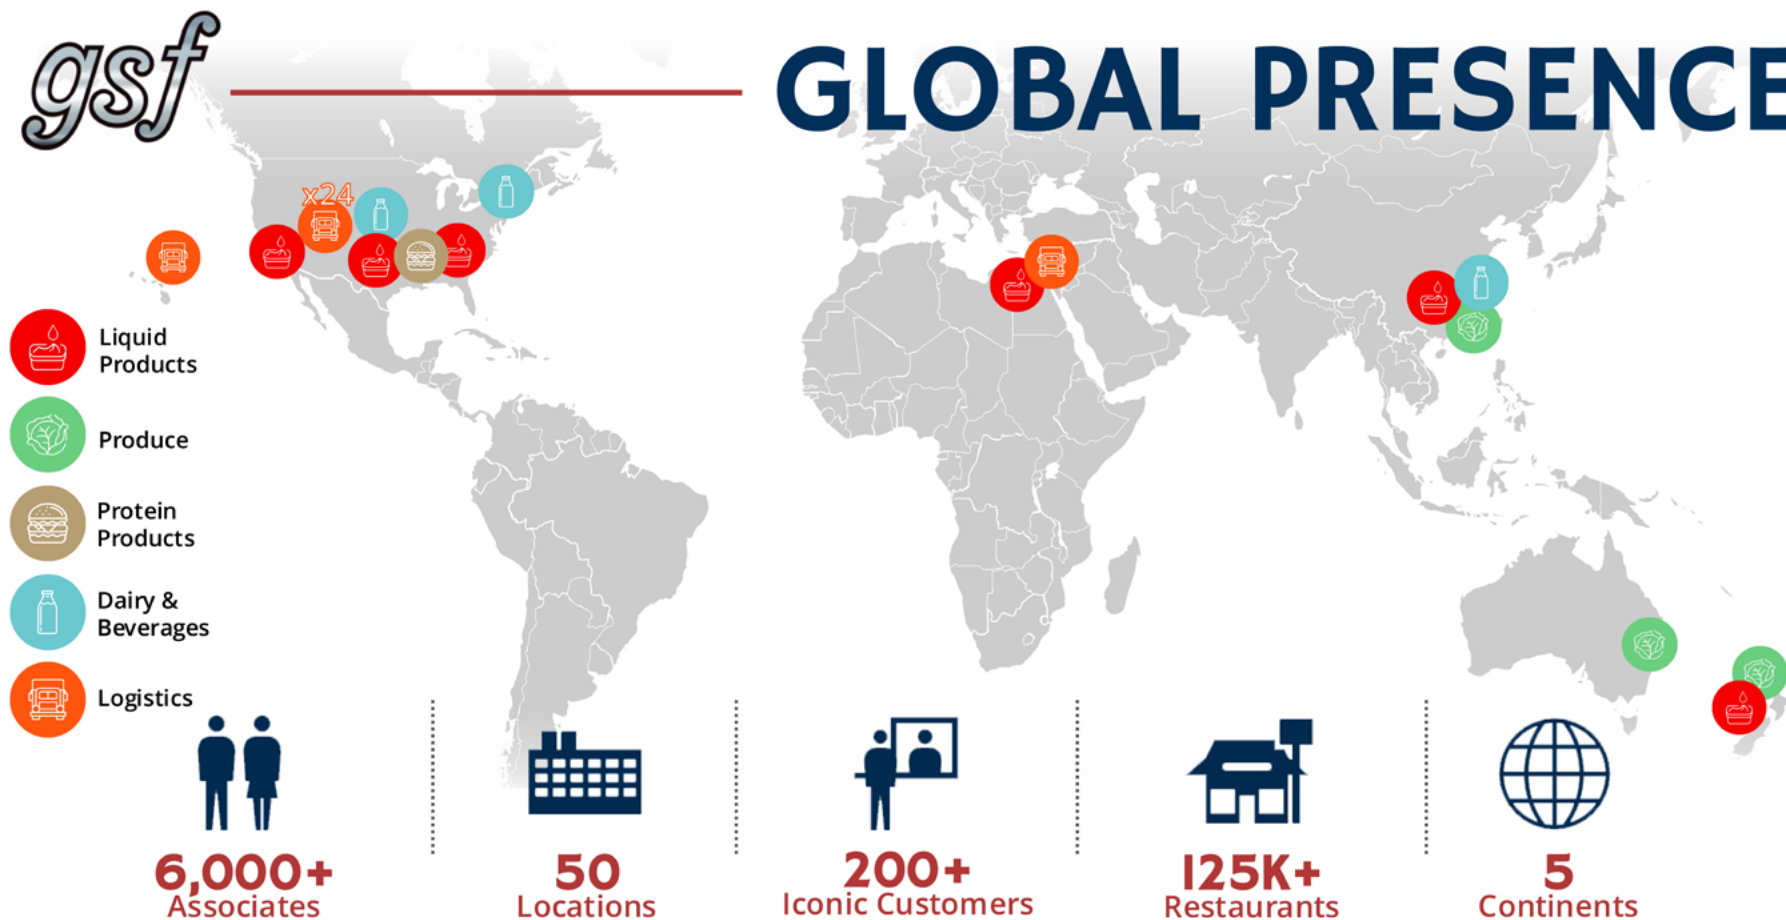 gsf
GLOBAL PRESENCE
x24
Liquid
Products
Produce
Protein
Products
Dairy &
Beverages
Logistics
6,000+
Associates
50
Locations
200+
Iconic Customers
125K+
Restaurants
5
Continents